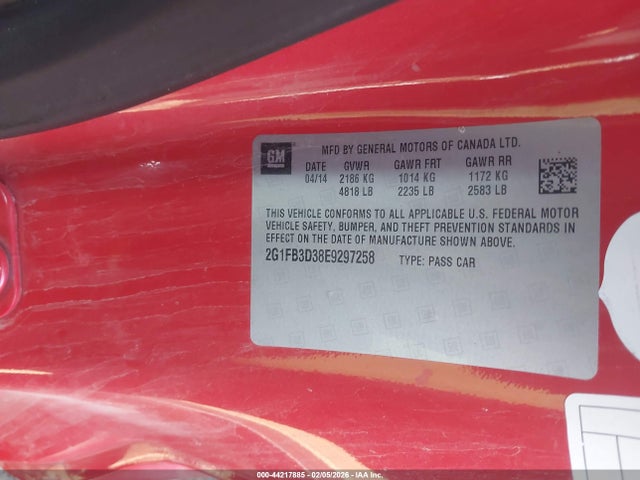 GM
MFD BY GENERAL MOTORS OF CANADA LTD.
DATE GVWR GAWR FRT GAWR RR
04/14 2186 KG 1014 KG 1172 KG
4818 LB 2235 LB 2583 LB
THIS VEHICLE CONFORMS TO ALL APPLICABLE U.S. FEDERAL MOTOR
VEHICLE SAFETY, BUMPER, AND THEFT PREVENTION STANDARDS IN
EFFECT ON THE DATE OF MANUFACTURE SHOWN ABOVE.
2G1FB3D38E9297258 TYPE: PASS CAR
000-44217885 - 02/05/2026 - IAA Inc.